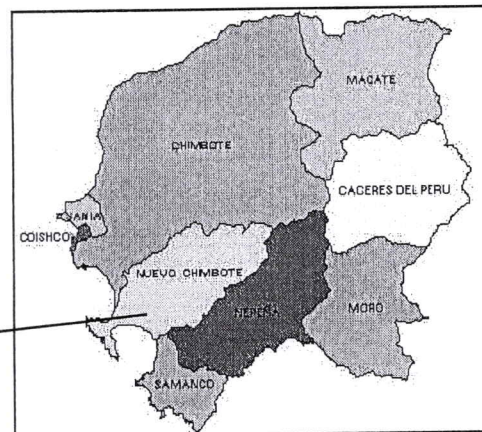 MACATE
CHIMBOTE
CACERES DEL PERU
COISHCO
NUEVO CHIMBOTE
NEPEÑA
MORO
SAMANCO